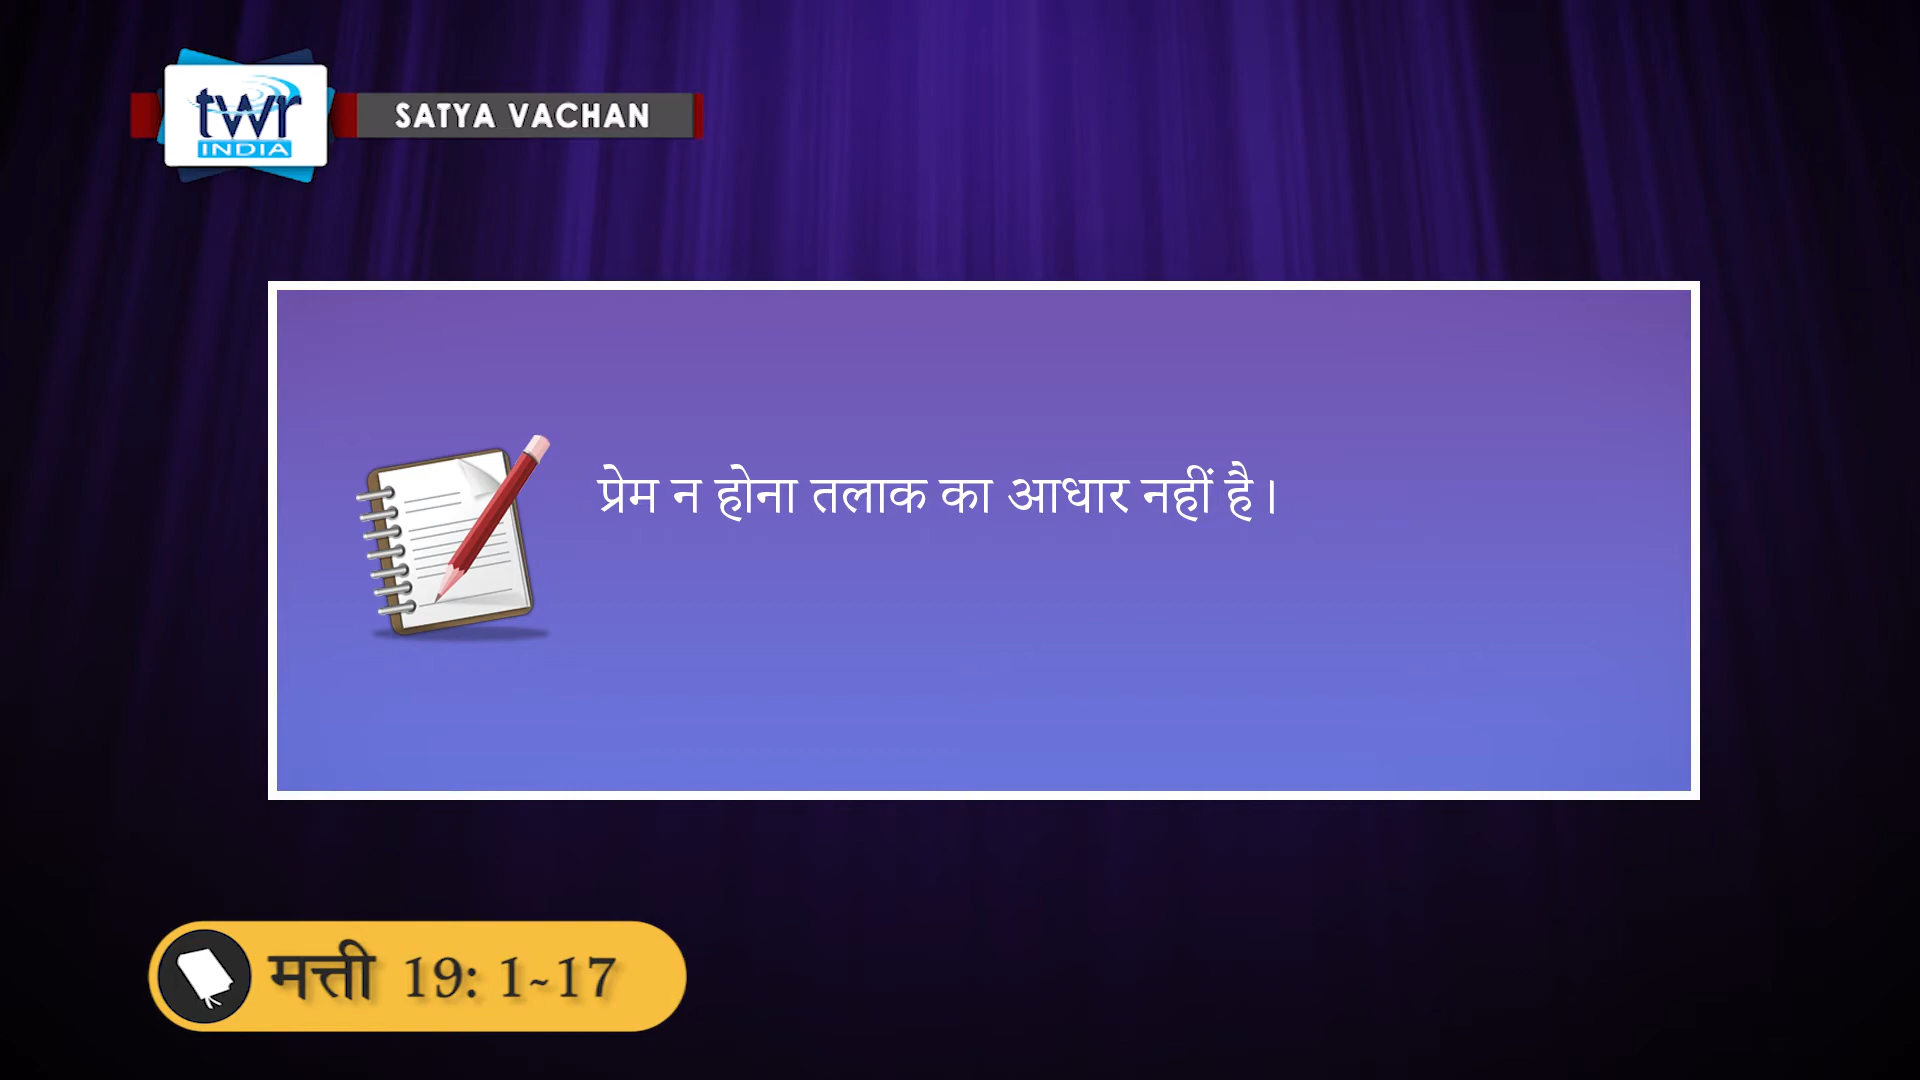 twr
INDIA
SATYA VACHAN
प्रेम न होना तलाक का आधार नहीं है।
मत्ती 19: 1~17